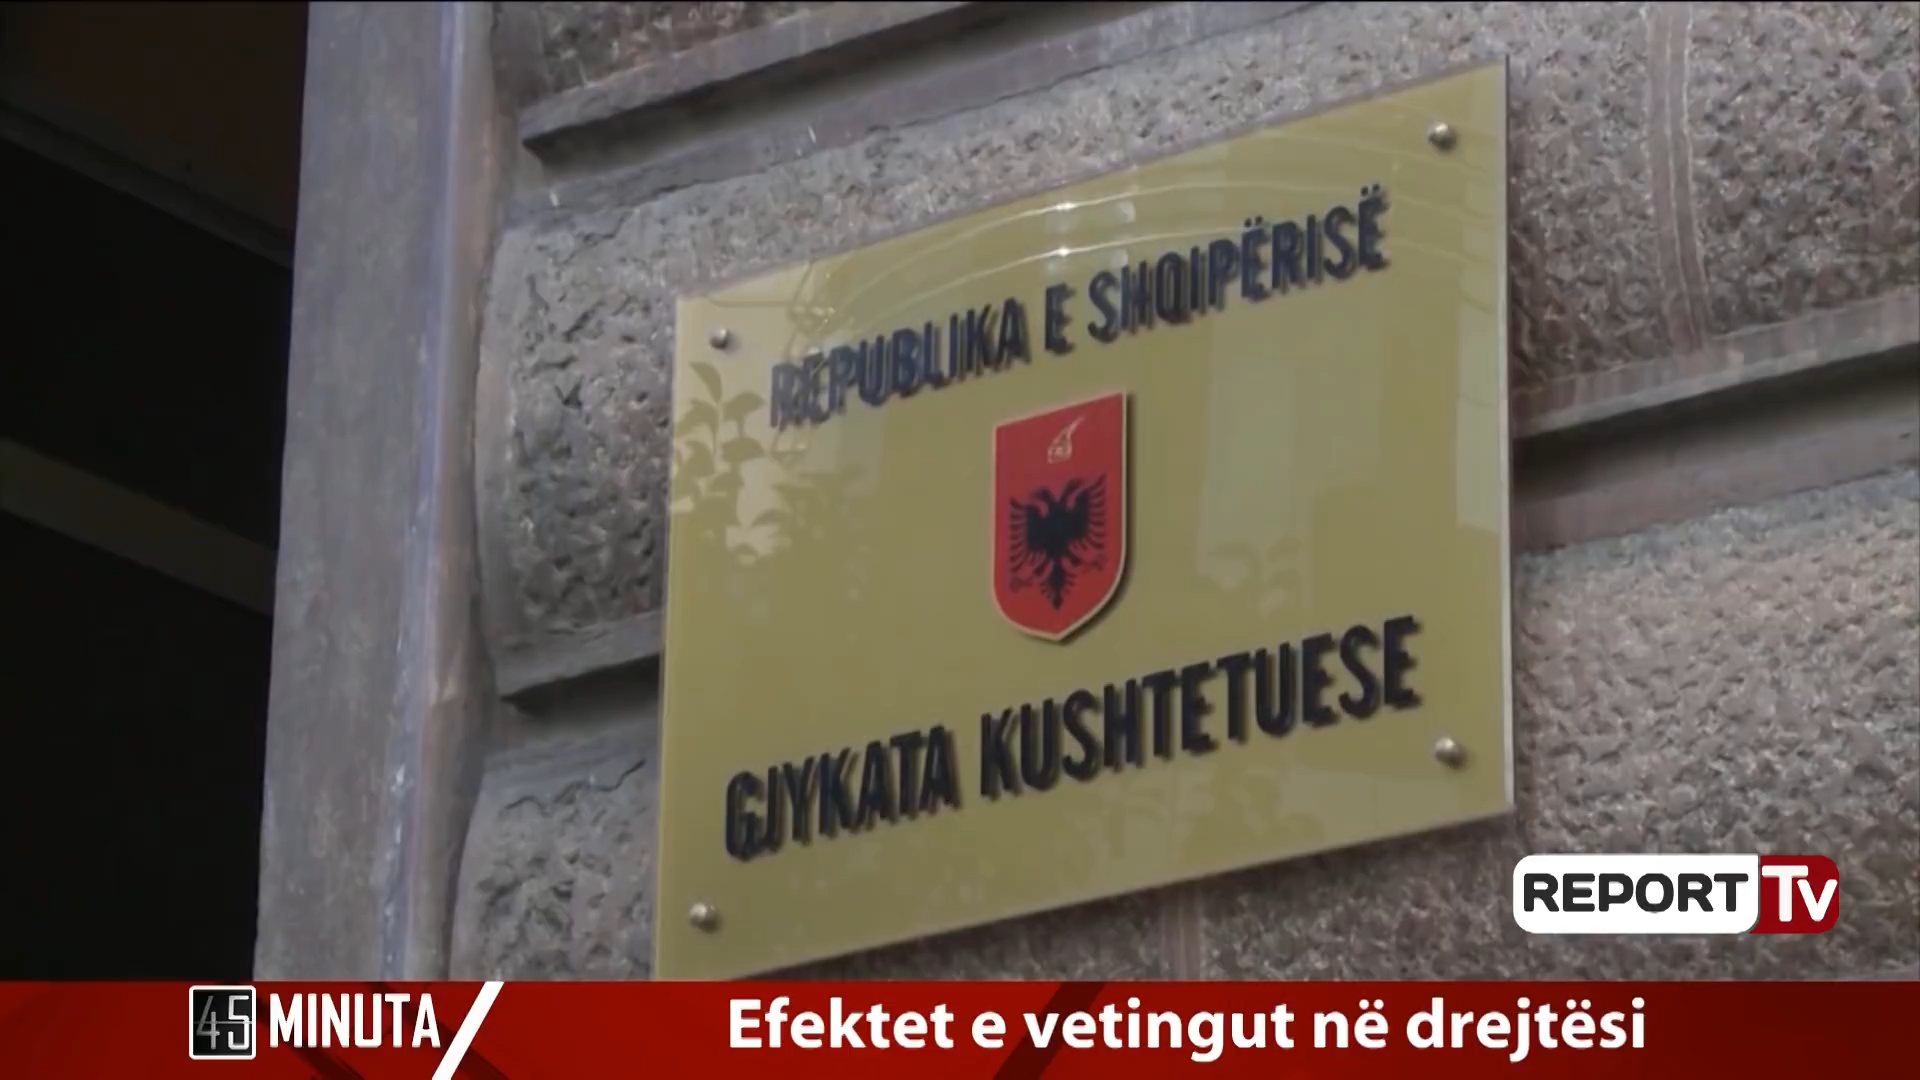 REPUBLIKA E SHQIPËRISË
GJYKATA KUSHTETUESE
REPORT Tv
45 MINUTA
Efektet e vetingut në drejtësi